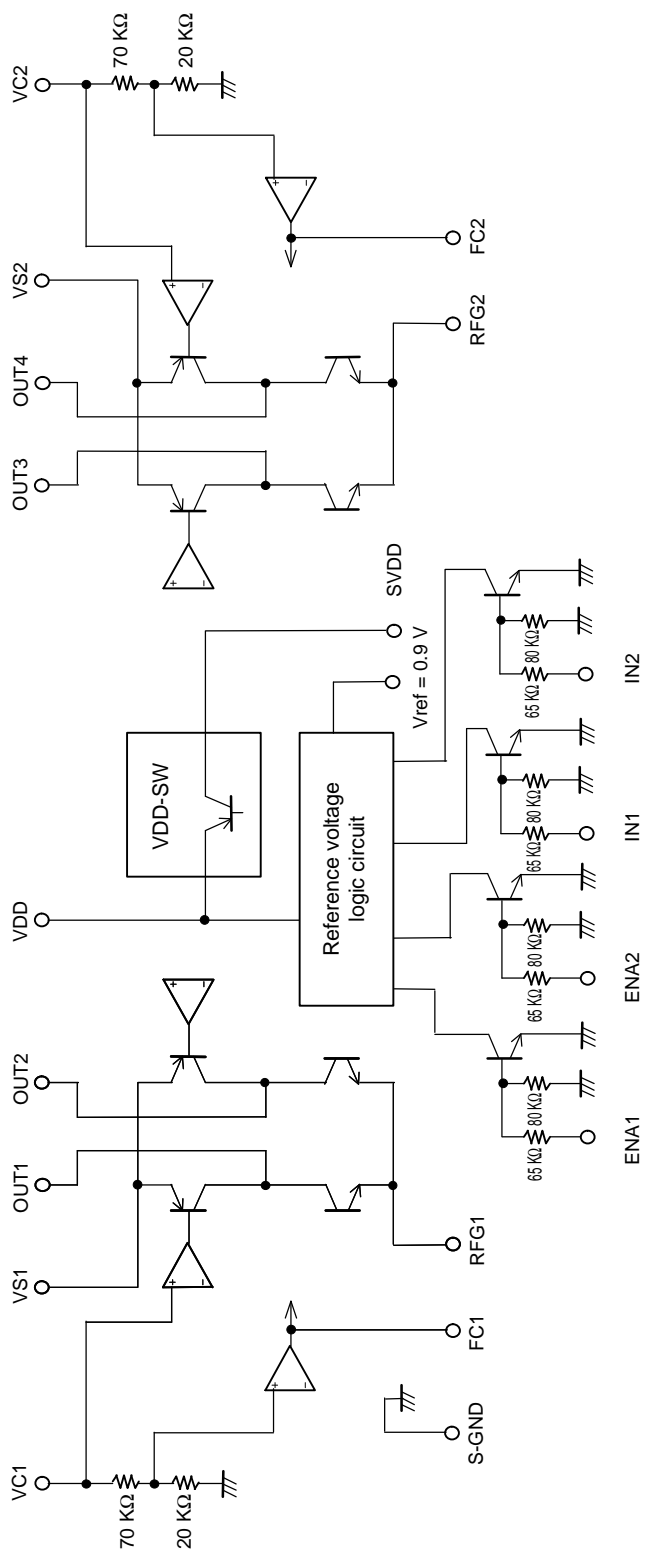 VC1
VS1
OUT1
OUT2
VDD
OUT3
OUT4
VS2
VC2
70 KΩ
20 KΩ
VDD-SW
70 KΩ
20 KΩ
Reference voltage
logic circuit
SVDD
Vref = 0.9 V
S-GND
FC1
RFG1
RFG2
FC2
65 KΩ
80 KΩ
65 KΩ
80 KΩ
65 KΩ
80 KΩ
65 KΩ
80 KΩ
ENA1
ENA2
IN1
IN2
+
−
+
−
+
−
+
−
+
−
+
−